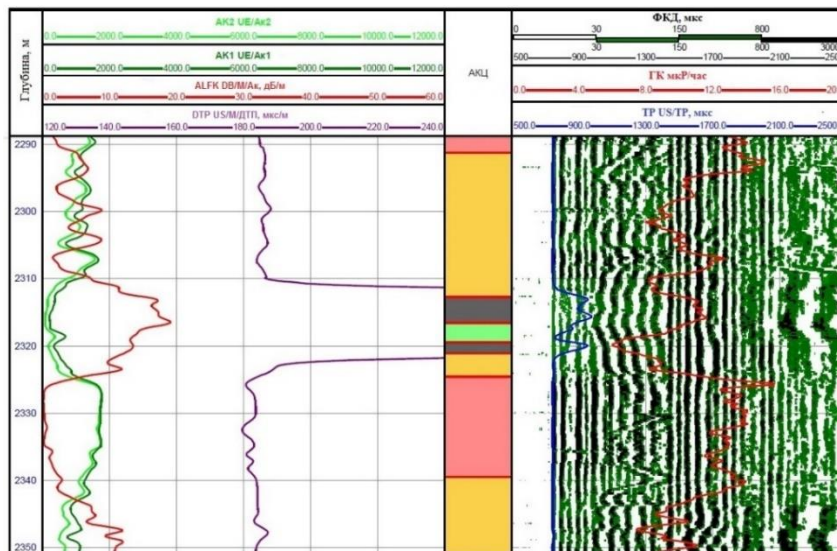 Глубина, м
AK2 UE/Ак2
0.0 2000.0 4000.0 6000.0 8000.0 10000.0 12000.0
AK1 UE/Ак1
0.0 2000.0 4000.0 6000.0 8000.0 10000.0 12000.0
ALFK DB/M/Ак, дБ/м
0.0 10.0 20.0 30.0 40.0 50.0 60.0
DTP US/M/ДТП, мкс/м
120.0 140.0 160.0 180.0 200.0 220.0 240.0
АКЦ
ФКД, мкс
0 30 150 800
30 150 800 3000
500 900.0 1300.0 1700.0 2100.0
ГК мкР/час
0.0 4.0 8.0 12.0 16.0
ТР US/ТР, мкс
500.0 900.0 1300.0 1700.0 2100.0
2290
2300
2310
2320
2330
2340
2350